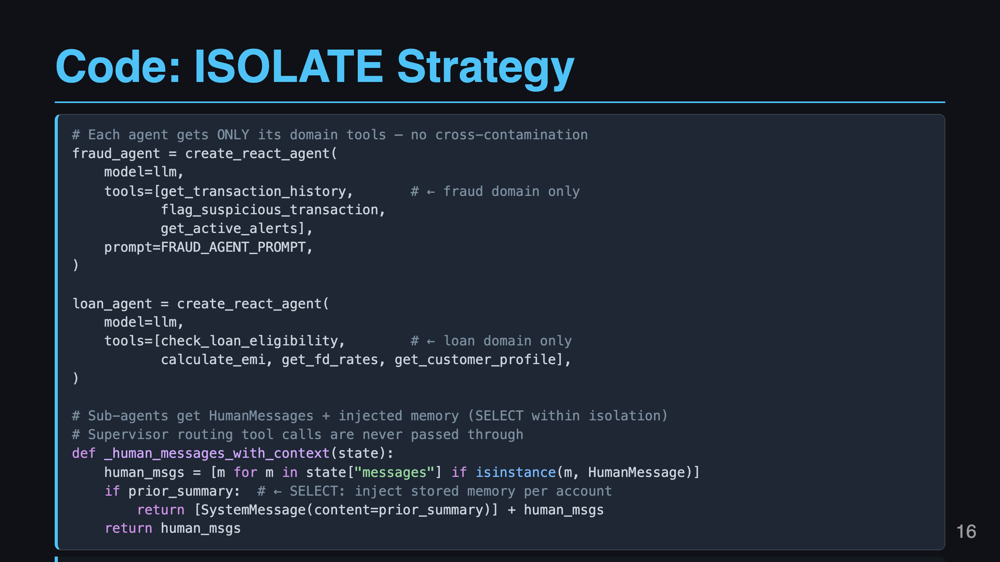 Code: ISOLATE Strategy
# Each agent gets ONLY its domain tools — no cross-contamination
fraud_agent = create_react_agent(
    model=llm,
    tools=[get_transaction_history,       # ← fraud domain only
           flag_suspicious_transaction,
           get_active_alerts],
    prompt=FRAUD_AGENT_PROMPT,
)
loan_agent = create_react_agent(
    model=llm,
    tools=[check_loan_eligibility,        # ← loan domain only
           calculate_emi, get_fd_rates, get_customer_profile],
)
# Sub-agents get HumanMessages + injected memory (SELECT within isolation)
# Supervisor routing tool calls are never passed through
def _human_messages_with_context(state):
    human_msgs = [m for m in state["messages"] if isinstance(m, HumanMessage)]
    if prior_summary:  # ← SELECT: inject stored memory per account
        return [SystemMessage(content=prior_summary)] + human_msgs
    return human_msgs
16